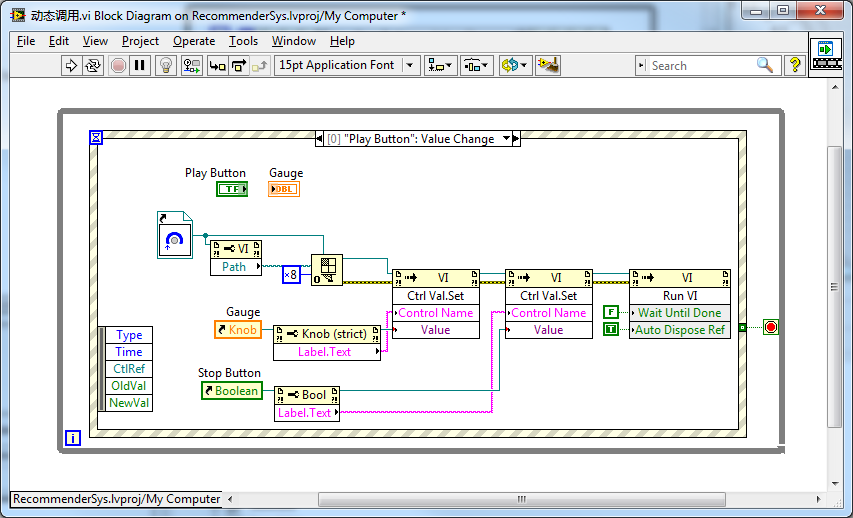 动态调用.vi Block Diagram on RecommenderSys.lvproj/My Computer *
File Edit View Project Operate Tools Window Help
15pt Application Font
Search
?
[0] "Play Button": Value Change
Play Button Gauge
TF DBL
VI
Path
×8
0
VI VI VI
Ctrl Val.Set Ctrl Val.Set Run VI
Control Name Control Name F Wait Until Done
Value Value T Auto Dispose Ref
Gauge
Knob
Knob (strict)
Label.Text
Type
Time
CtlRef
OldVal
NewVal
Stop Button
Boolean
Bool
Label.Text
i
RecommenderSys.lvproj/My Computer